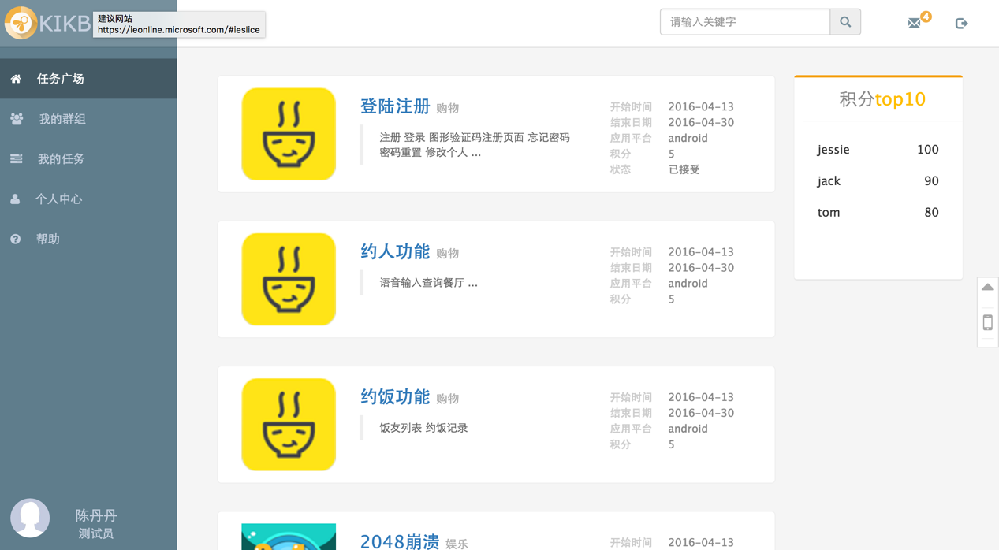 KIKB
建议网站
https://ieonline.microsoft.com/#ieslice
请输入关键字
4
任务广场
我的群组
我的任务
个人中心
帮助
陈丹丹
测试员
登陆注册 购物
注册 登录 图形验证码注册页面 忘记密码
密码重置 修改个人 ...
开始时间 2016-04-13
结束日期 2016-04-30
应用平台 android
积分 5
状态 已接受
约人功能 购物
语音输入查询餐厅 ...
开始时间 2016-04-13
结束日期 2016-04-30
应用平台 android
积分 5
约饭功能 购物
饭友列表 约饭记录
开始时间 2016-04-13
结束日期 2016-04-30
应用平台 android
积分 5
2048崩溃 娱乐
开始时间 2016-04-13
积分top10
jessie 100
jack 90
tom 80